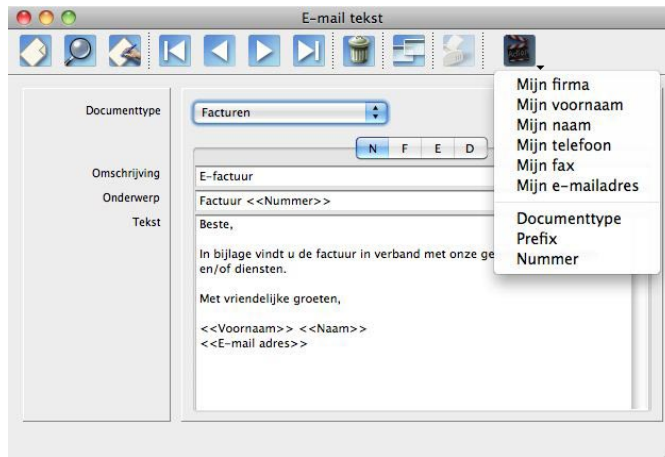 E-mail tekst
Mijn firma
Mijn voornaam
Mijn naam
Mijn telefoon
Mijn fax
Mijn e-mailadres
Documenttype
Prefix
Nummer
Documenttype
Facturen
N F E D
Omschrijving
E-factuur
Onderwerp
Factuur <<Nummer>>
Tekst
Beste,
In bijlage vindt u de factuur in verband met onze ge
en/of diensten.
Met vriendelijke groeten,
<<Voornaam>> <<Naam>>
<<E-mail adres>>